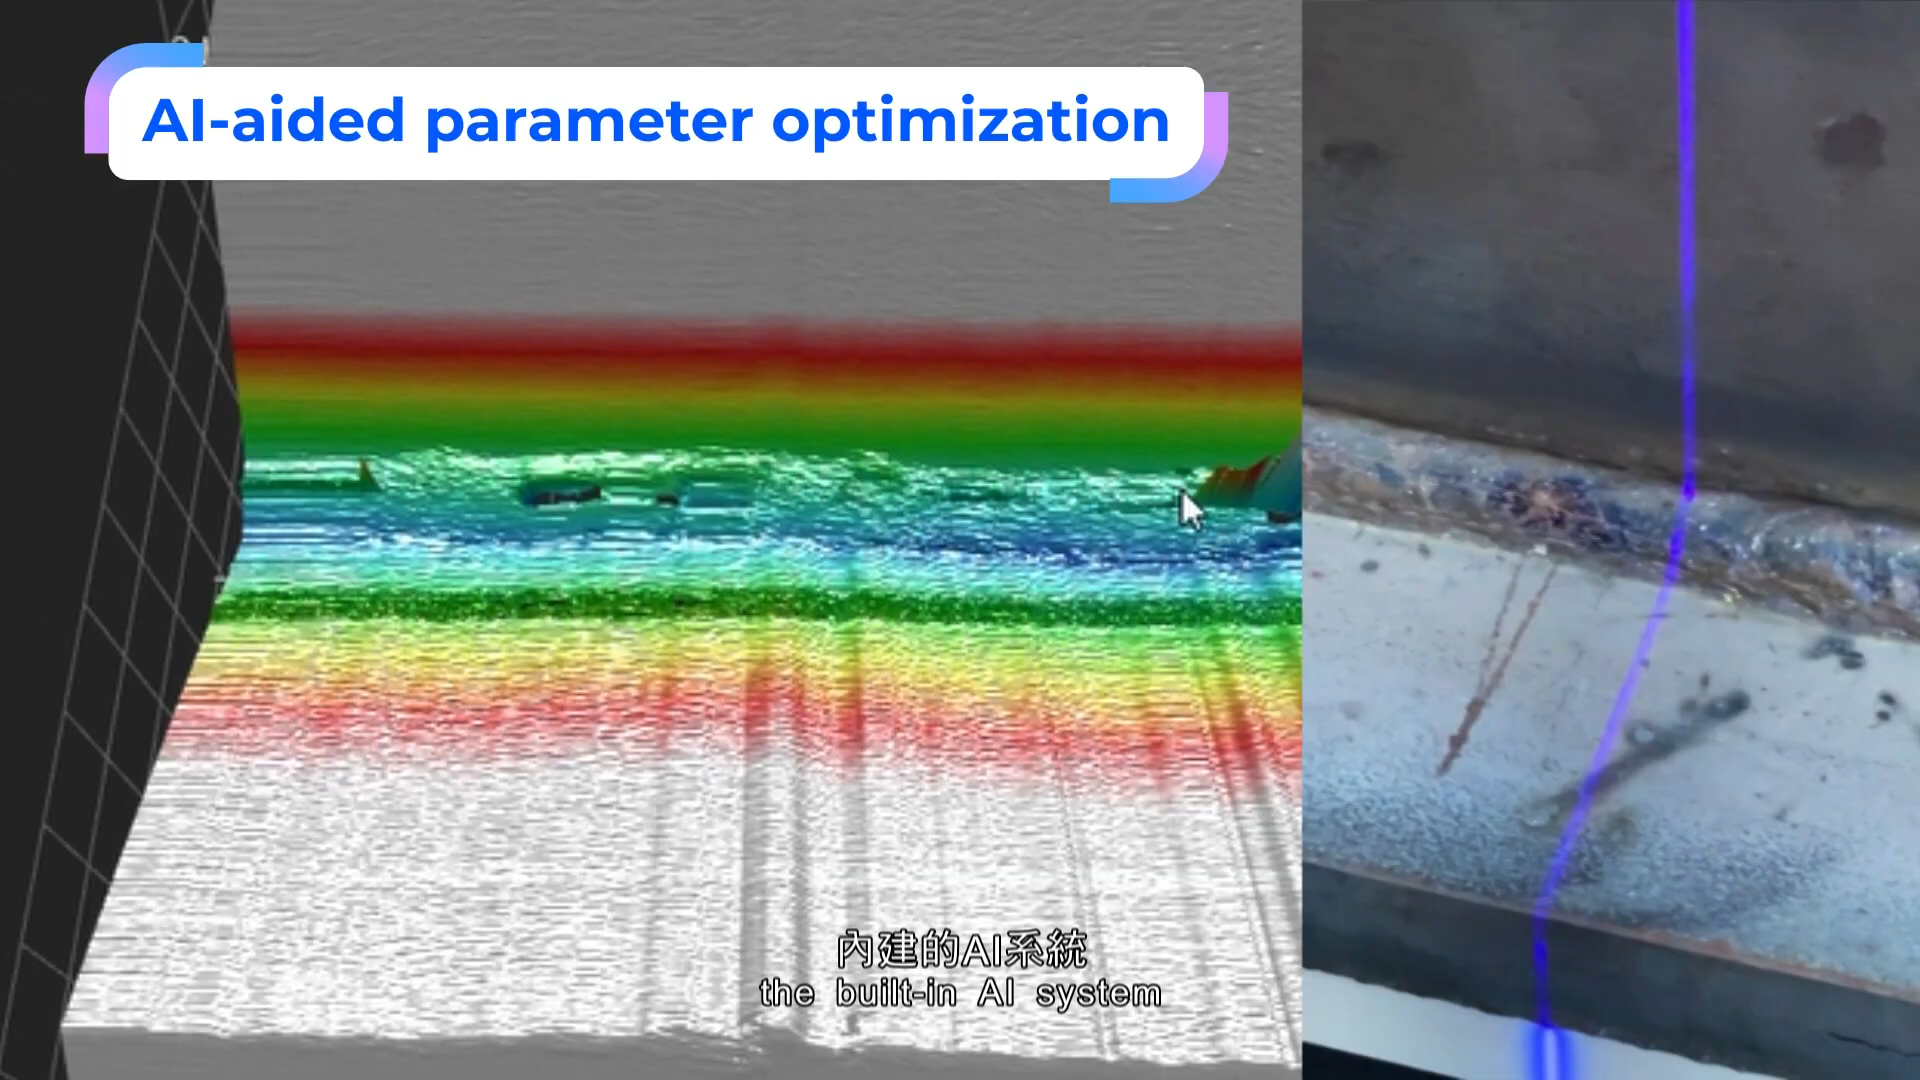 AI-aided parameter optimization
內建的AI系統
the built-in AI system